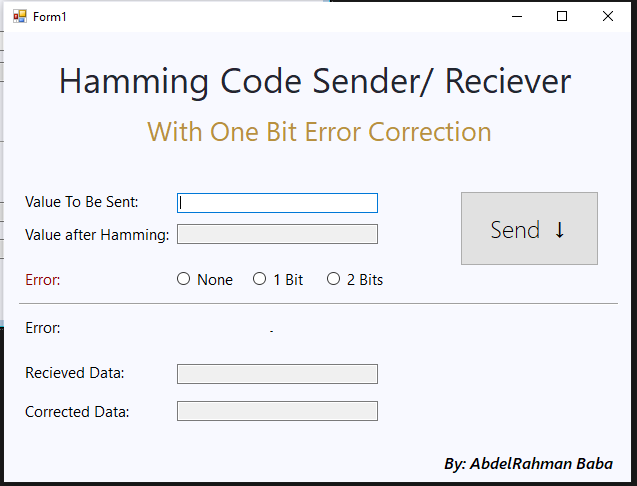 Form1
Hamming Code Sender/ Reciever
With One Bit Error Correction
Value To Be Sent:
Send ↓
Value after Hamming:
Error: None 1 Bit 2 Bits
Error: -
Recieved Data:
Corrected Data:
By: AbdelRahman Baba